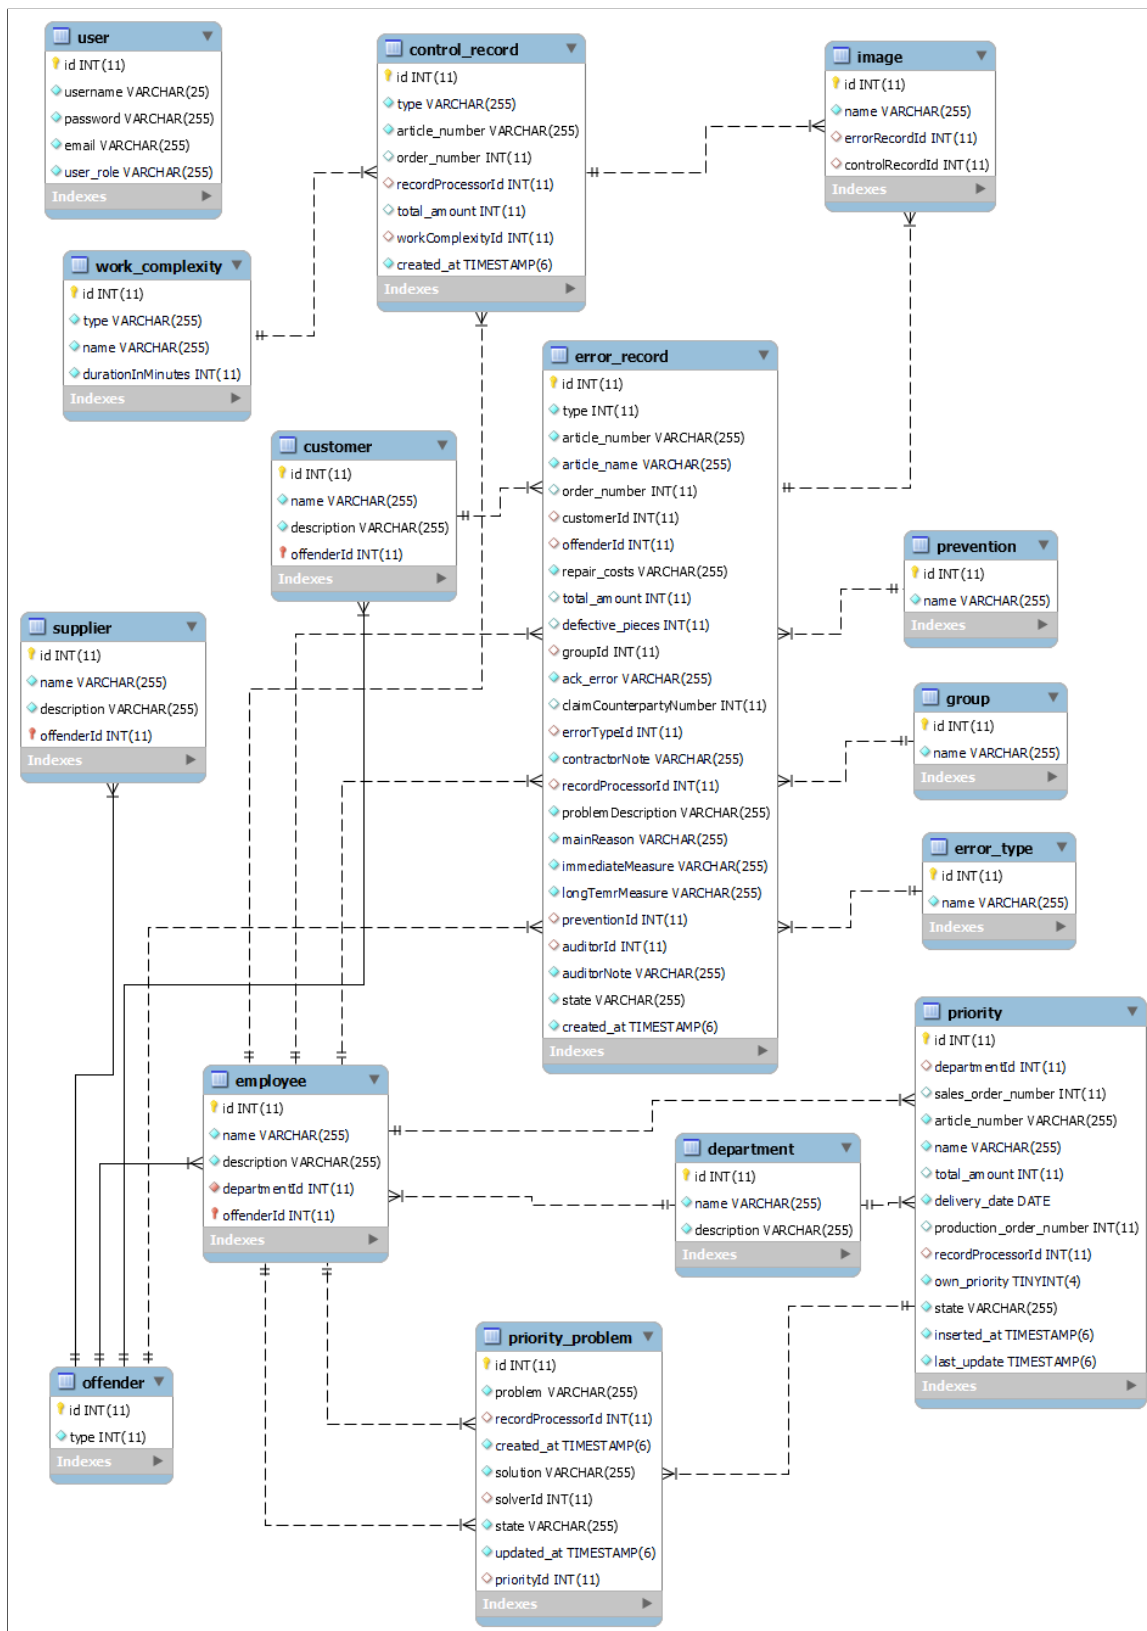 user
id INT(11)
username VARCHAR(25)
password VARCHAR(255)
email VARCHAR(255)
user_role VARCHAR(255)
Indexes
control_record
id INT(11)
type VARCHAR(255)
article_number VARCHAR(255)
order_number INT(11)
recordProcessorId INT(11)
total_amount INT(11)
workComplexityId INT(11)
created_at TIMESTAMP(6)
Indexes
image
id INT(11)
name VARCHAR(255)
errorRecordId INT(11)
controlRecordId INT(11)
Indexes
work_complexity
id INT(11)
type VARCHAR(255)
name VARCHAR(255)
durationInMinutes INT(11)
Indexes
error_record
id INT(11)
type INT(11)
article_number VARCHAR(255)
article_name VARCHAR(255)
order_number INT(11)
customerId INT(11)
offenderId INT(11)
repair_costs VARCHAR(255)
total_amount INT(11)
defective_pieces INT(11)
groupId INT(11)
ack_error VARCHAR(255)
claimCounterpartyNumber INT(11)
errorTypeId INT(11)
contractorNote VARCHAR(255)
recordProcessorId INT(11)
problemDescription VARCHAR(255)
mainReason VARCHAR(255)
immediateMeasure VARCHAR(255)
longTemrMeasure VARCHAR(255)
preventionId INT(11)
auditorId INT(11)
auditorNote VARCHAR(255)
state VARCHAR(255)
created_at TIMESTAMP(6)
Indexes
customer
id INT(11)
name VARCHAR(255)
description VARCHAR(255)
offenderId INT(11)
Indexes
prevention
id INT(11)
name VARCHAR(255)
Indexes
supplier
id INT(11)
name VARCHAR(255)
description VARCHAR(255)
offenderId INT(11)
Indexes
group
id INT(11)
name VARCHAR(255)
Indexes
error_type
id INT(11)
name VARCHAR(255)
Indexes
priority
id INT(11)
departmentId INT(11)
sales_order_number INT(11)
article_number VARCHAR(255)
name VARCHAR(255)
total_amount INT(11)
delivery_date DATE
production_order_number INT(11)
recordProcessorId INT(11)
own_priority TINYINT(4)
state VARCHAR(255)
inserted_at TIMESTAMP(6)
last_update TIMESTAMP(6)
Indexes
employee
id INT(11)
name VARCHAR(255)
description VARCHAR(255)
departmentId INT(11)
offenderId INT(11)
Indexes
department
id INT(11)
name VARCHAR(255)
description VARCHAR(255)
Indexes
priority_problem
id INT(11)
problem VARCHAR(255)
recordProcessorId INT(11)
created_at TIMESTAMP(6)
solution VARCHAR(255)
solverId INT(11)
state VARCHAR(255)
updated_at TIMESTAMP(6)
priorityId INT(11)
Indexes
offender
id INT(11)
type INT(11)
Indexes